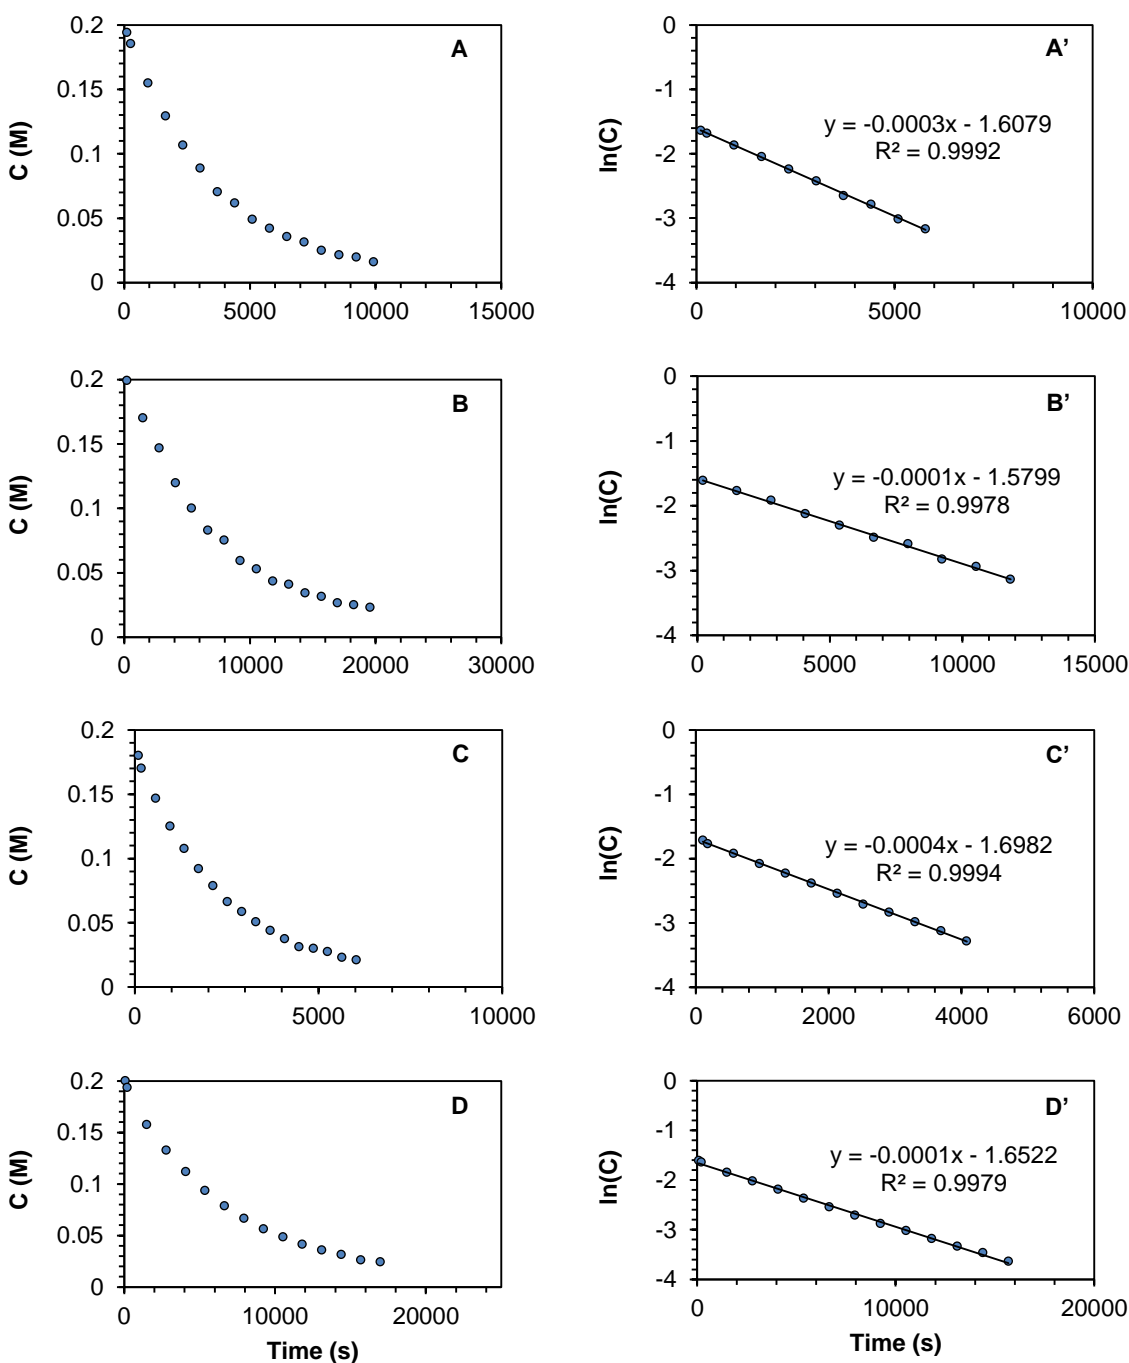 C (M)
0.2
0.15
0.1
0.05
0
0
5000
10000
15000
A
ln(C)
0
-1
-2
-3
-4
0
5000
10000
A’
y = -0.0003x - 1.6079
R² = 0.9992
C (M)
0.2
0.15
0.1
0.05
0
0
10000
20000
30000
B
ln(C)
0
-1
-2
-3
-4
0
5000
10000
15000
B’
y = -0.0001x - 1.5799
R² = 0.9978
C (M)
0.2
0.15
0.1
0.05
0
0
5000
10000
C
ln(C)
0
-1
-2
-3
-4
0
2000
4000
6000
C’
y = -0.0004x - 1.6982
R² = 0.9994
C (M)
0.2
0.15
0.1
0.05
0
0
10000
20000
D
Time (s)
ln(C)
0
-1
-2
-3
-4
0
10000
20000
D’
y = -0.0001x - 1.6522
R² = 0.9979
Time (s)